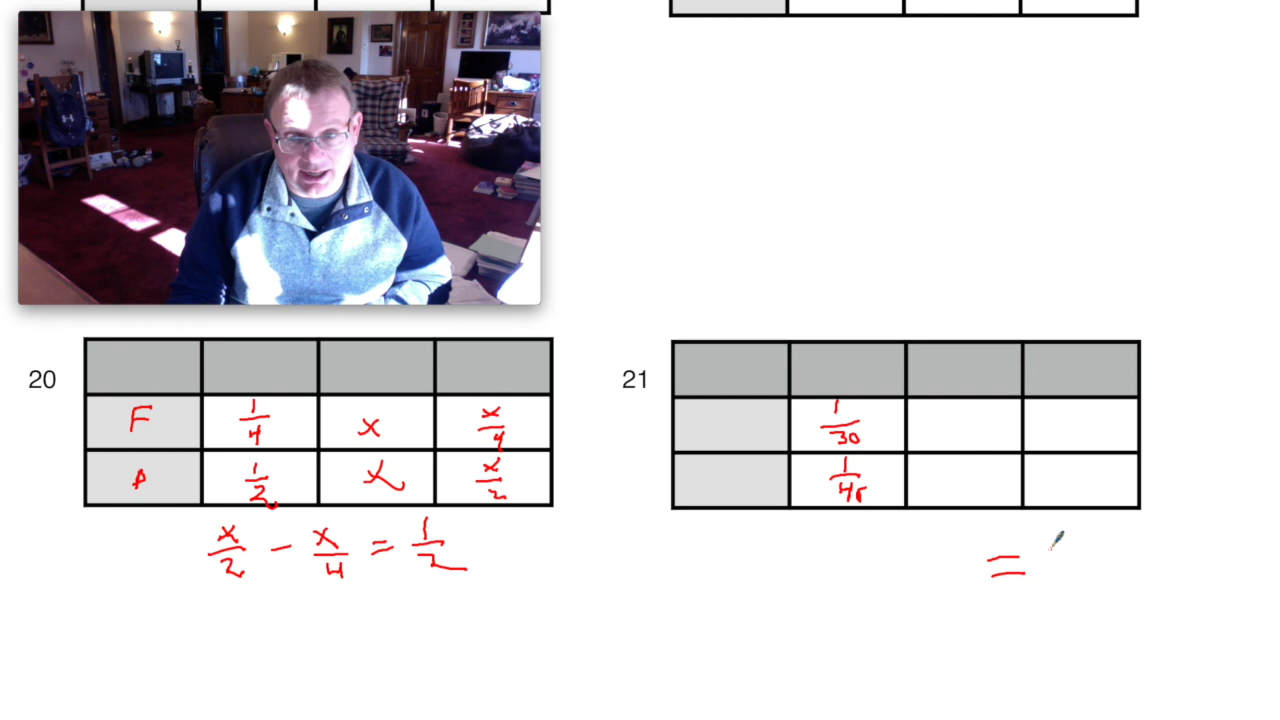 20
F 1/4 x x/4
A 1/2 x x/2
x/2 - x/4 = 1/2
21
1/30
1/45
=